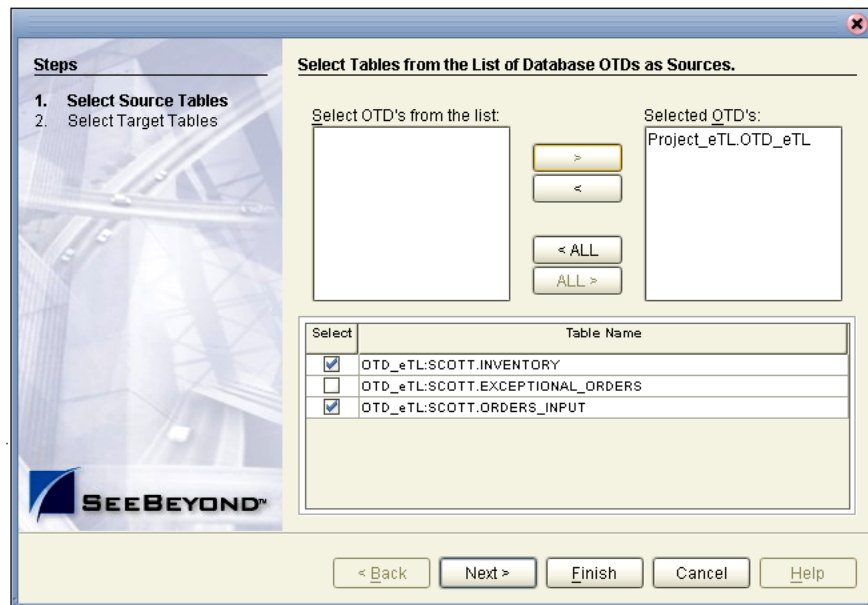 Steps
1. Select Source Tables
2. Select Target Tables
SEEBEYOND™
Select Tables from the List of Database OTDs as Sources.
Select OTD's from the list:
Selected OTD's:
Project_eTL.OTD_eTL
>
<
< ALL
ALL >
Select Table Name
OTD_eTL:SCOTT.INVENTORY
OTD_eTL:SCOTT.EXCEPTIONAL_ORDERS
OTD_eTL:SCOTT.ORDERS_INPUT
< Back Next > Finish Cancel Help